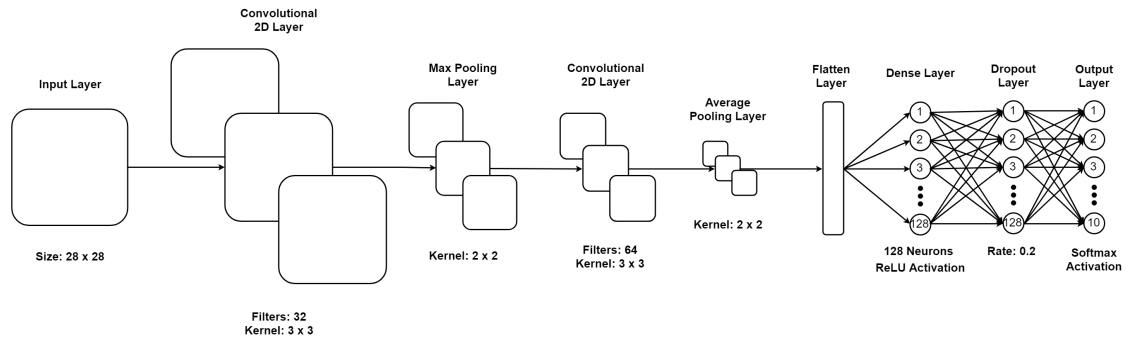 Input Layer
Size: 28 x 28
Convolutional
2D Layer
Filters: 32
Kernel: 3 x 3
Max Pooling
Layer
Kernel: 2 x 2
Convolutional
2D Layer
Filters: 64
Kernel: 3 x 3
Average
Pooling Layer
Kernel: 2 x 2
Flatten
Layer
Dense Layer
1
2
3
128
128 Neurons
ReLU Activation
Dropout
Layer
1
2
3
128
Rate: 0.2
Output
Layer
1
2
3
10
Softmax
Activation